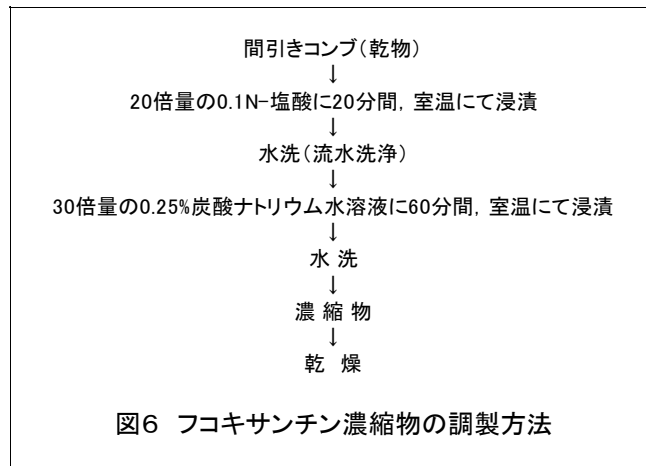 間引きコンブ（乾物）
↓
20倍量の0.1N-塩酸に20分間，室温にて浸漬
↓
水洗（流水洗浄）
↓
30倍量の0.25%炭酸ナトリウム水溶液に60分間，室温にて浸漬
↓
水 洗
↓
濃 縮 物
↓
乾　燥
図６　フコキサンチン濃縮物の調製方法